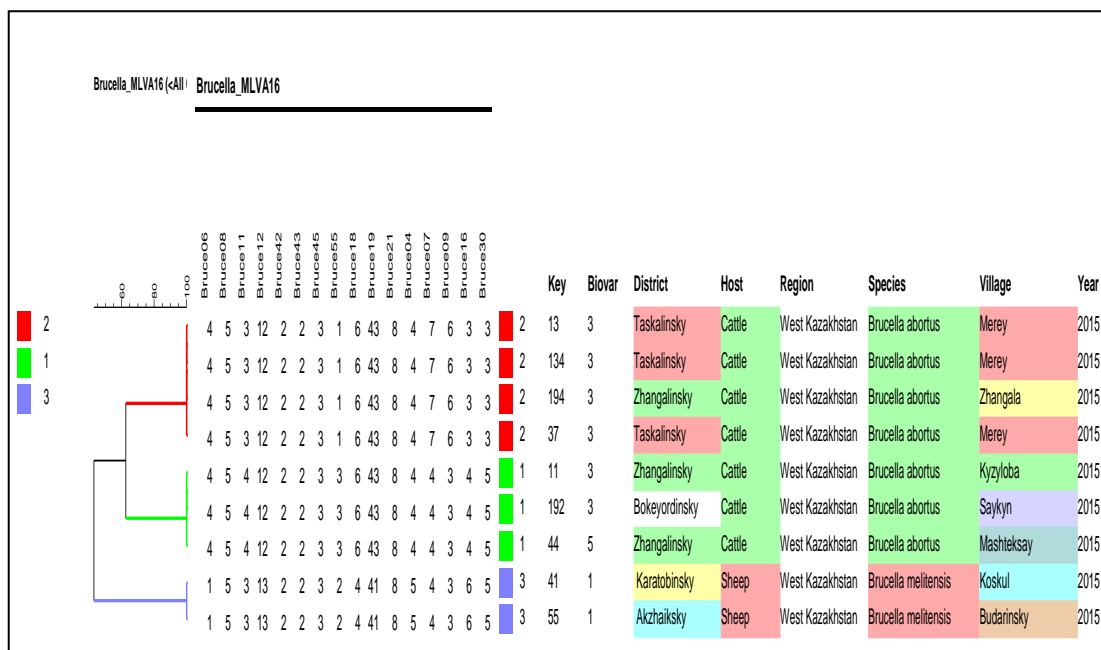 Brucella_MLVA16 (<All Brucella_MLVA16
60 80 100 Bruce06 Bruce08 Bruce11 Bruce12 Bruce42 Bruce43 Bruce45 Bruce55 Bruce18 Bruce19 Bruce21 Bruce04 Bruce07 Bruce09 Bruce16 Bruce30
Key Biovar District Host Region Species Village Year
2 4 5 3 12 2 2 3 1 6 43 8 4 7 6 3 3 2 13 3 Taskalinsky Cattle West Kazakhstan Brucella abortus Merey 2015
1 4 5 3 12 2 2 3 1 6 43 8 4 7 6 3 3 2 134 3 Taskalinsky Cattle West Kazakhstan Brucella abortus Merey 2015
3 4 5 3 12 2 2 3 1 6 43 8 4 7 6 3 3 2 194 3 Zhangalinsky Cattle West Kazakhstan Brucella abortus Zhangala 2015
4 5 3 12 2 2 3 1 6 43 8 4 7 6 3 3 2 37 3 Taskalinsky Cattle West Kazakhstan Brucella abortus Merey 2015
4 5 4 12 2 2 3 3 6 43 8 4 4 3 4 5 1 11 3 Zhangalinsky Cattle West Kazakhstan Brucella abortus Kyzyloba 2015
4 5 4 12 2 2 3 3 6 43 8 4 4 3 4 5 1 192 3 Bokeyordinsky Cattle West Kazakhstan Brucella abortus Saykyn 2015
4 5 4 12 2 2 3 3 6 43 8 4 4 3 4 5 1 44 5 Zhangalinsky Cattle West Kazakhstan Brucella abortus Mashteksay 2015
1 5 3 13 2 2 3 2 4 41 8 5 4 3 6 5 3 41 1 Karatobinsky Sheep West Kazakhstan Brucella melitensis Koskul 2015
1 5 3 13 2 2 3 2 4 41 8 5 4 3 6 5 3 55 1 Akzhaiksky Sheep West Kazakhstan Brucella melitensis Budarinsky 2015